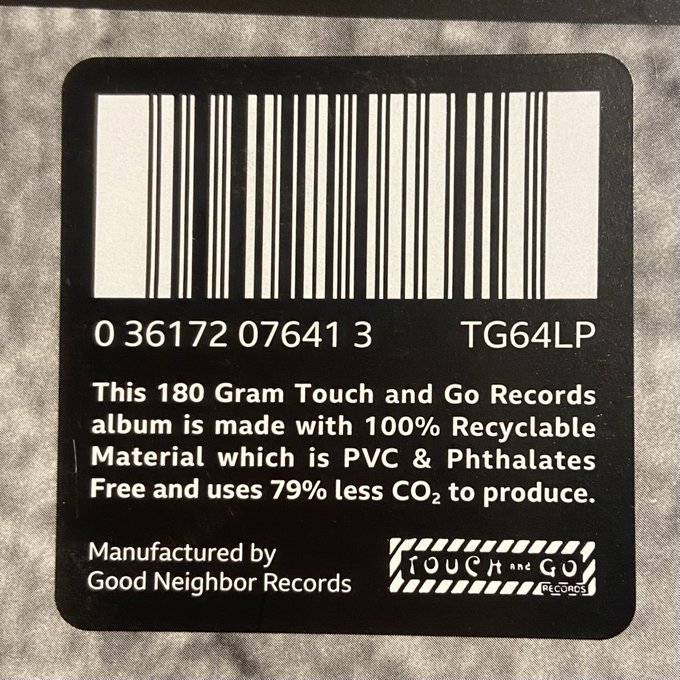 0 36172 07641 3 TG64LP
This 180 Gram Touch and Go Records
album is made with 100% Recyclable
Material which is PVC & Phthalates
Free and uses 79% less CO₂ to produce.
Manufactured by
Good Neighbor Records
TOUCH and GO
RECORDS